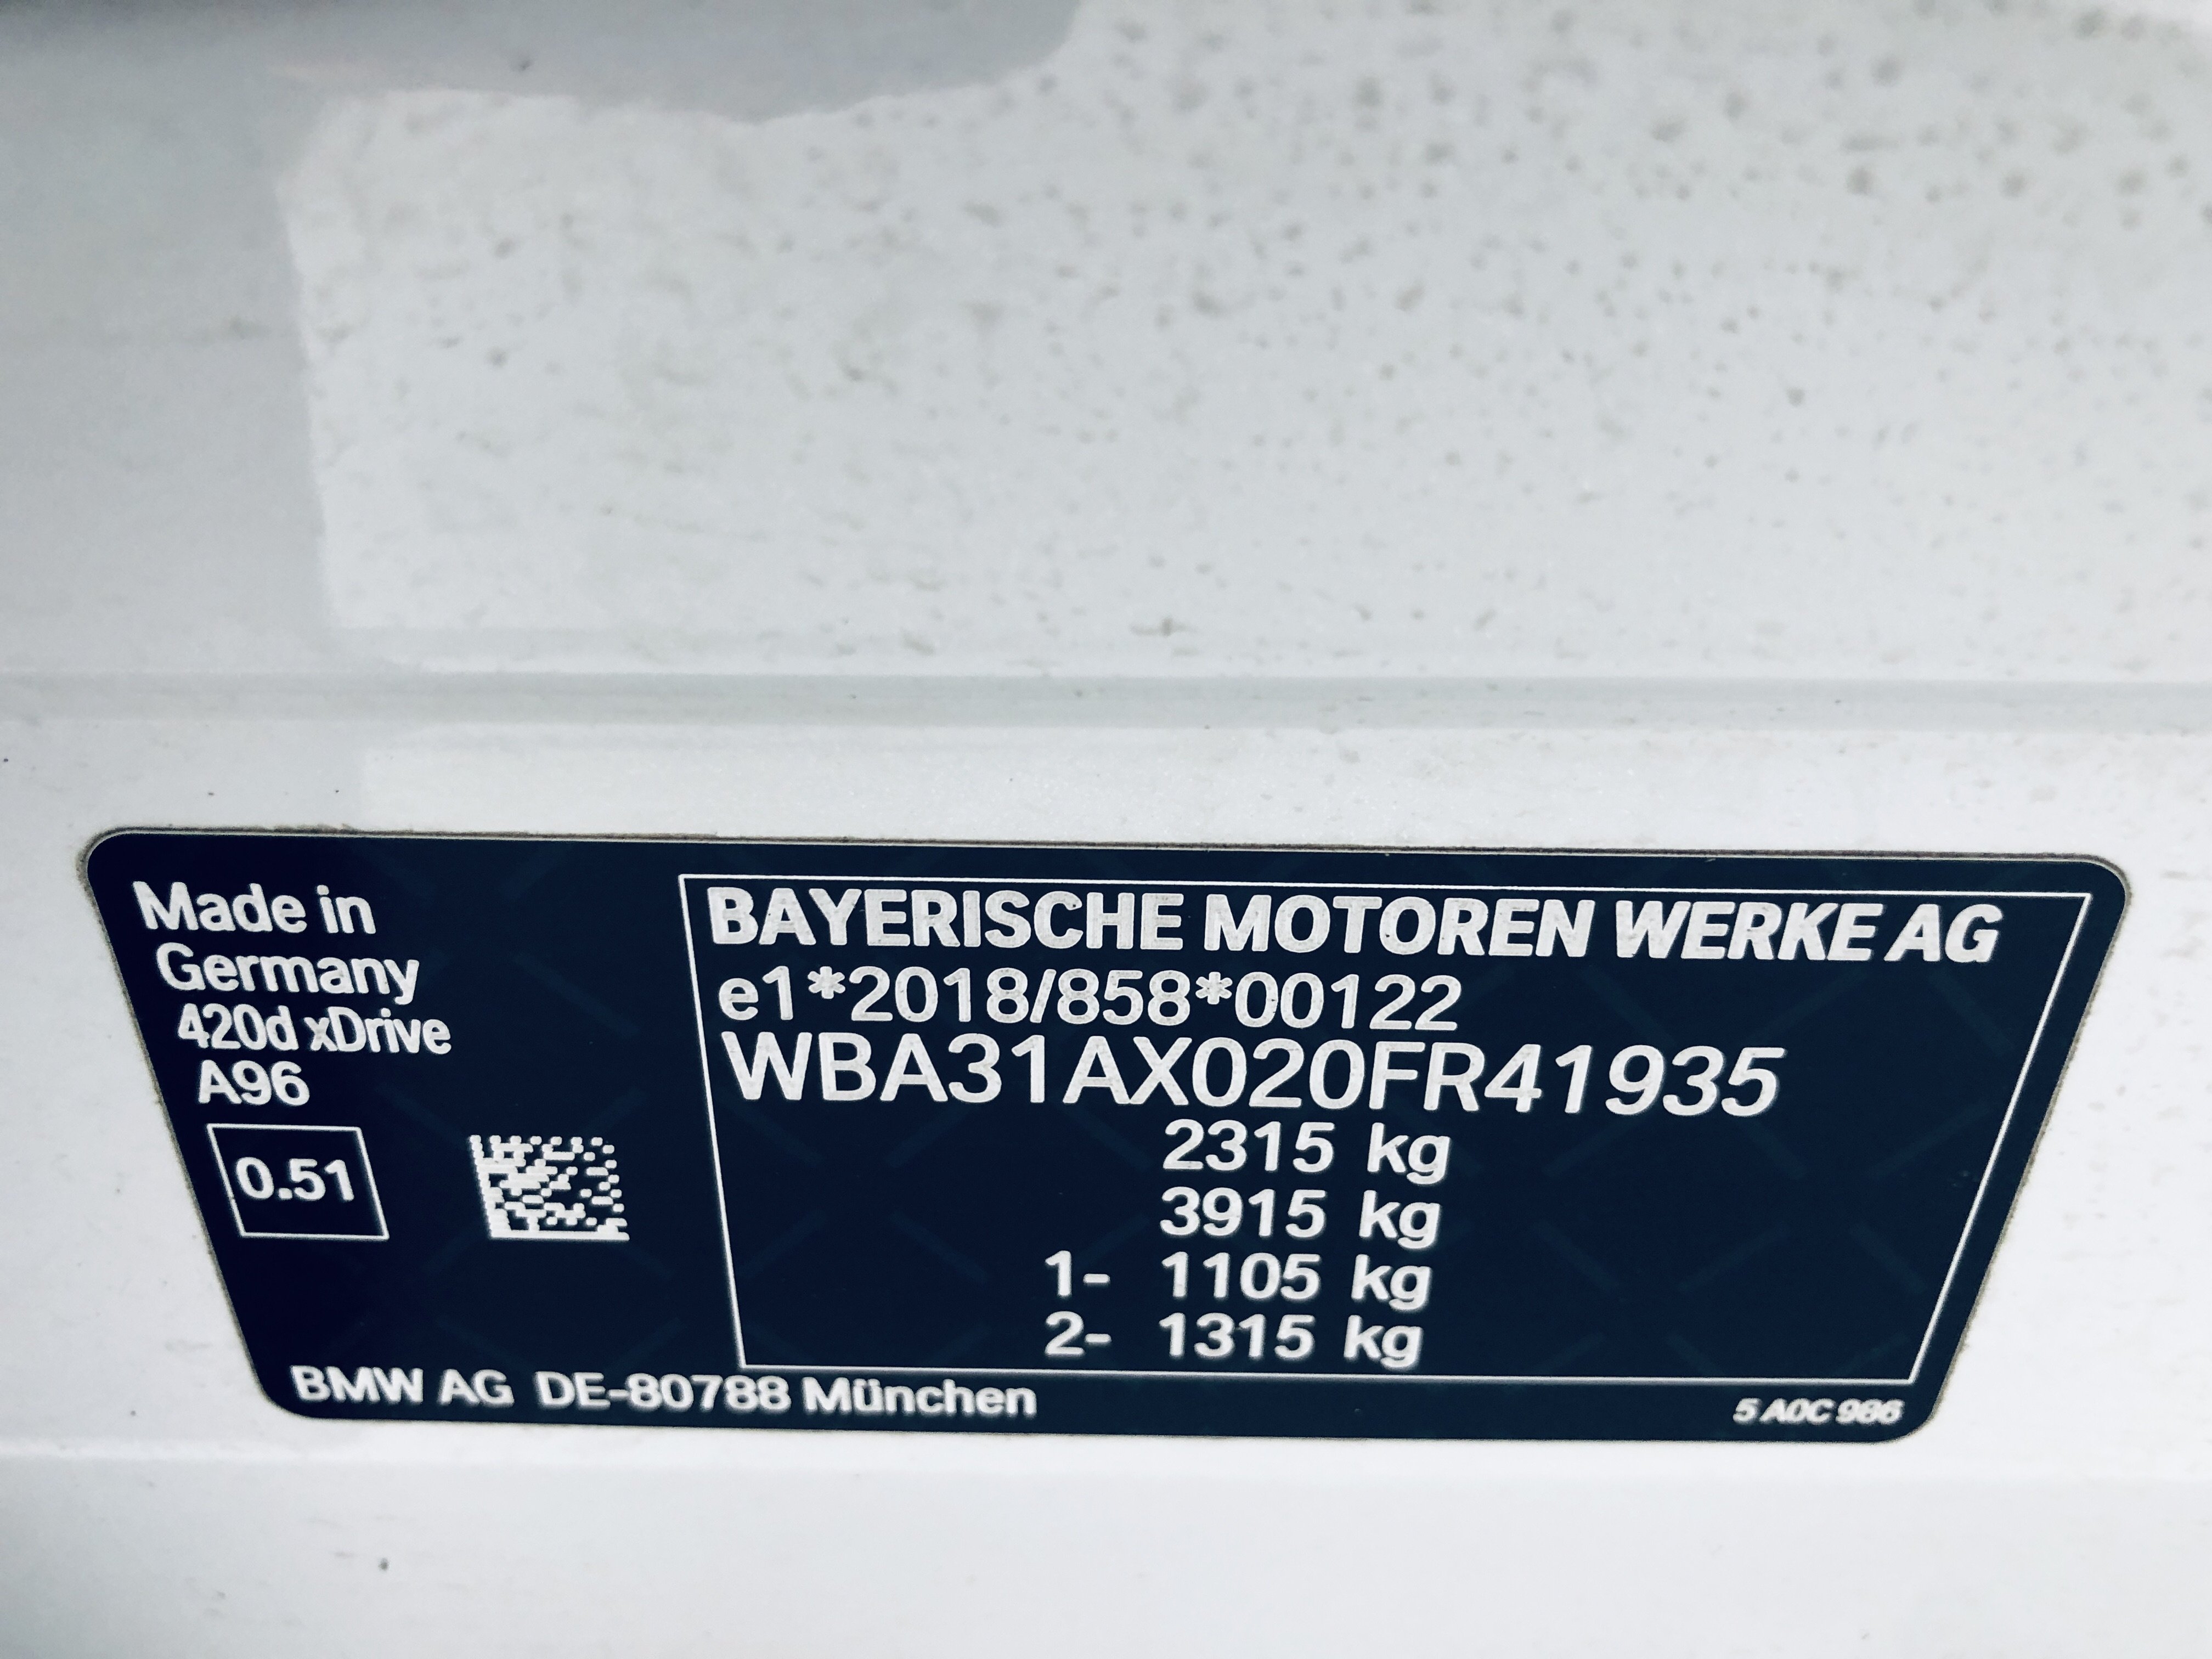 Made in
Germany
420d xDrive
A96
0.51
BAYERISCHE MOTOREN WERKE AG
e1*2018/858*00122
WBA31AX020FR41935
2315 kg
3915 kg
1- 1105 kg
2- 1315 kg
BMW AG DE-80788 München
5 A0C 986